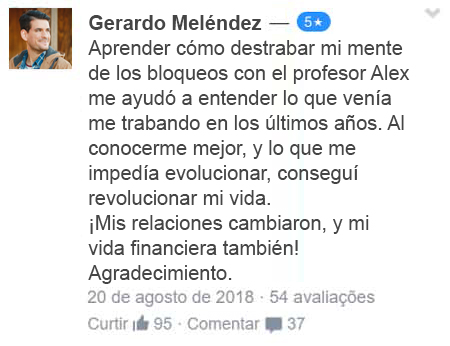 Gerardo Meléndez — 5★
Aprender cómo destrabar mi mente
de los bloqueos con el profesor Alex
me ayudó a entender lo que venía
me trabando en los últimos años. Al
conocerme mejor, y lo que me
impedía evolucionar, conseguí
revolucionar mi vida.
¡Mis relaciones cambiaron, y mi
vida financiera también!
Agradecimiento.
20 de agosto de 2018 · 54 avaliações
Curtir 95 · Comentar 37